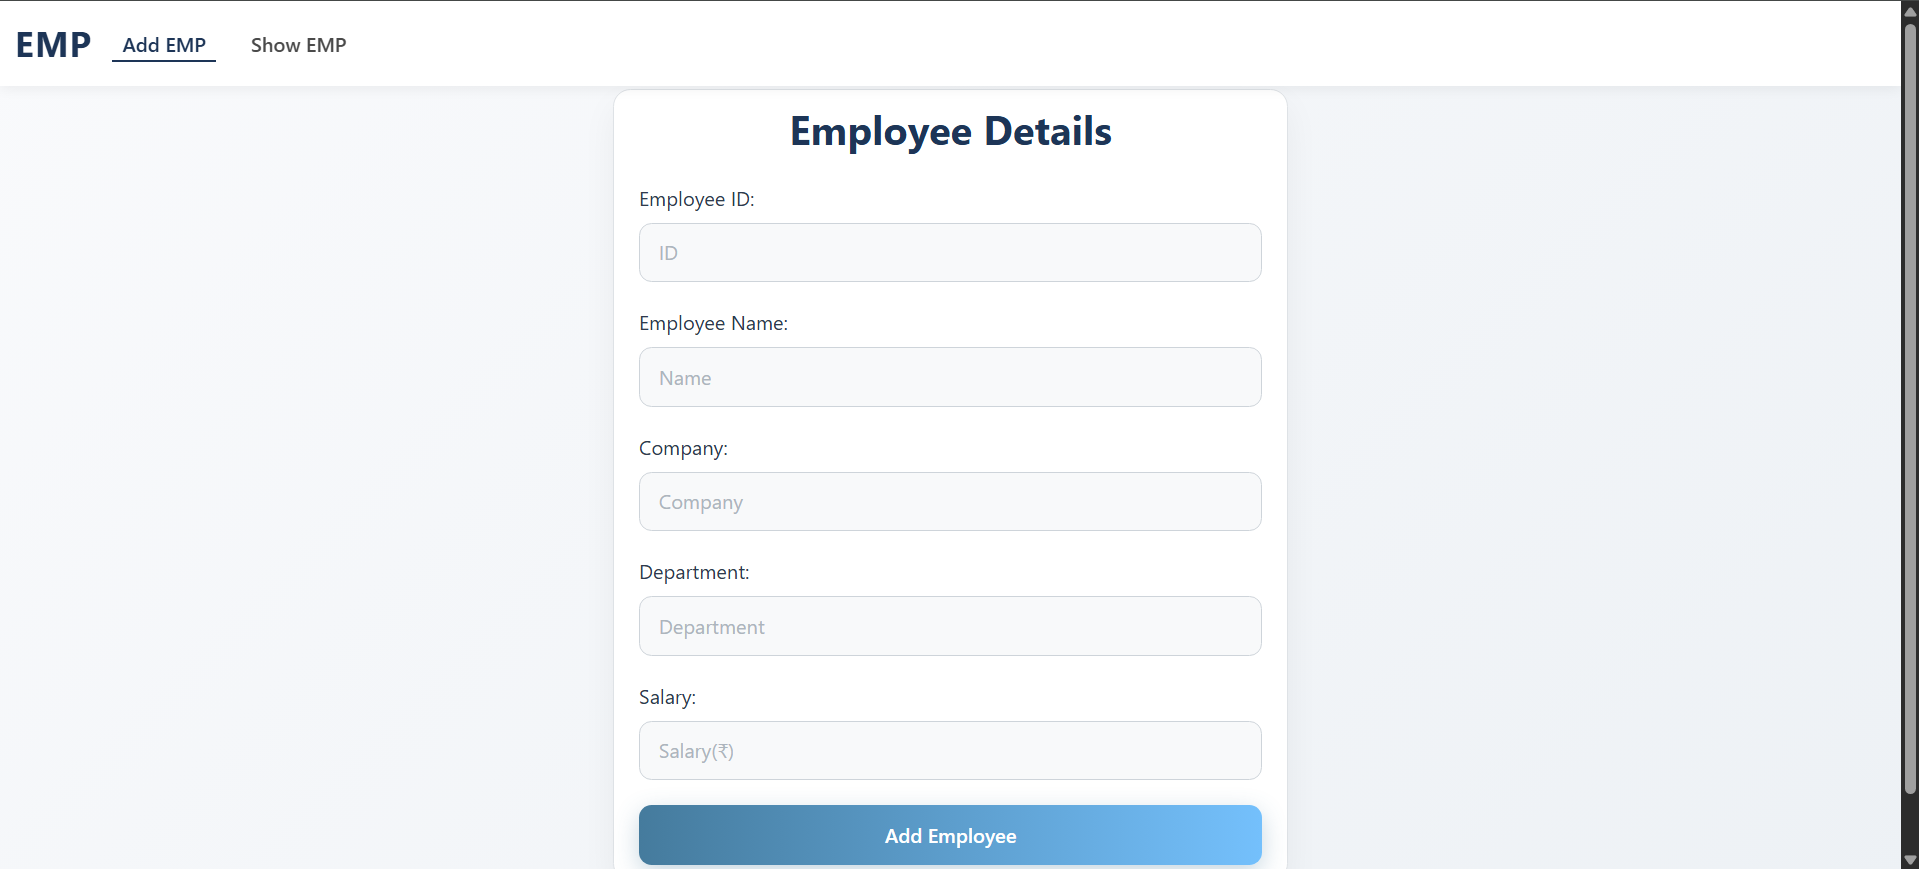 EMP Add EMP Show EMP
Employee Details
Employee ID:
ID
Employee Name:
Name
Company:
Company
Department:
Department
Salary:
Salary(₹)
Add Employee